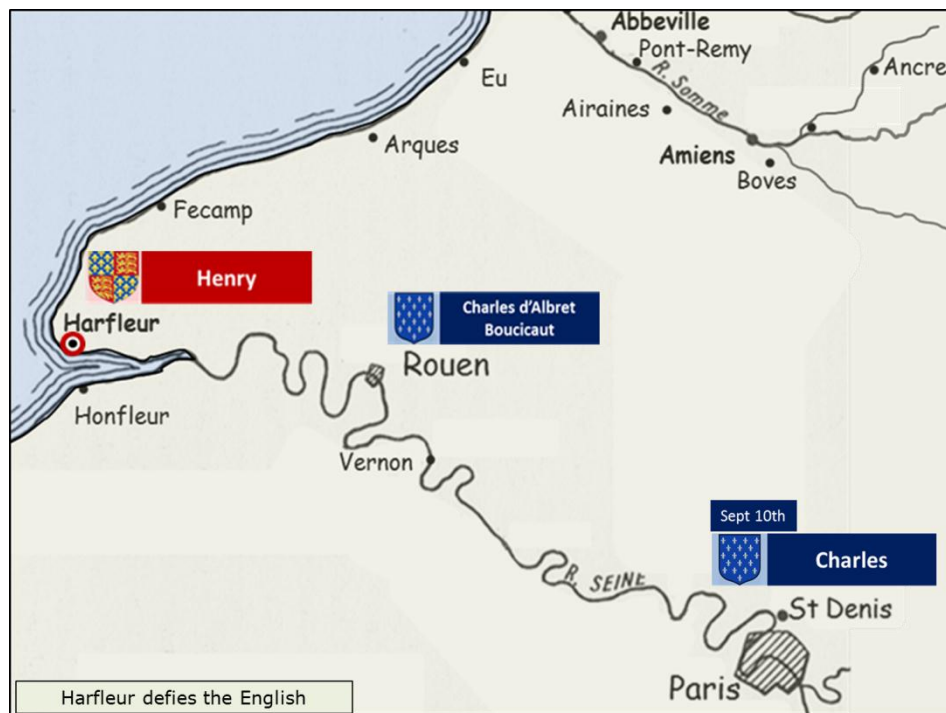 Abbeville
Pont-Remy
Ancre
Eu
R. Somme
Airaines
Arques
Amiens
Boves
Fecamp
Henry
Charles d'Albret
Boucicaut
Harfleur
Rouen
Honfleur
Vernon
Sept 10th
Charles
R. SEINE
St Denis
Paris
Harfleur defies the English